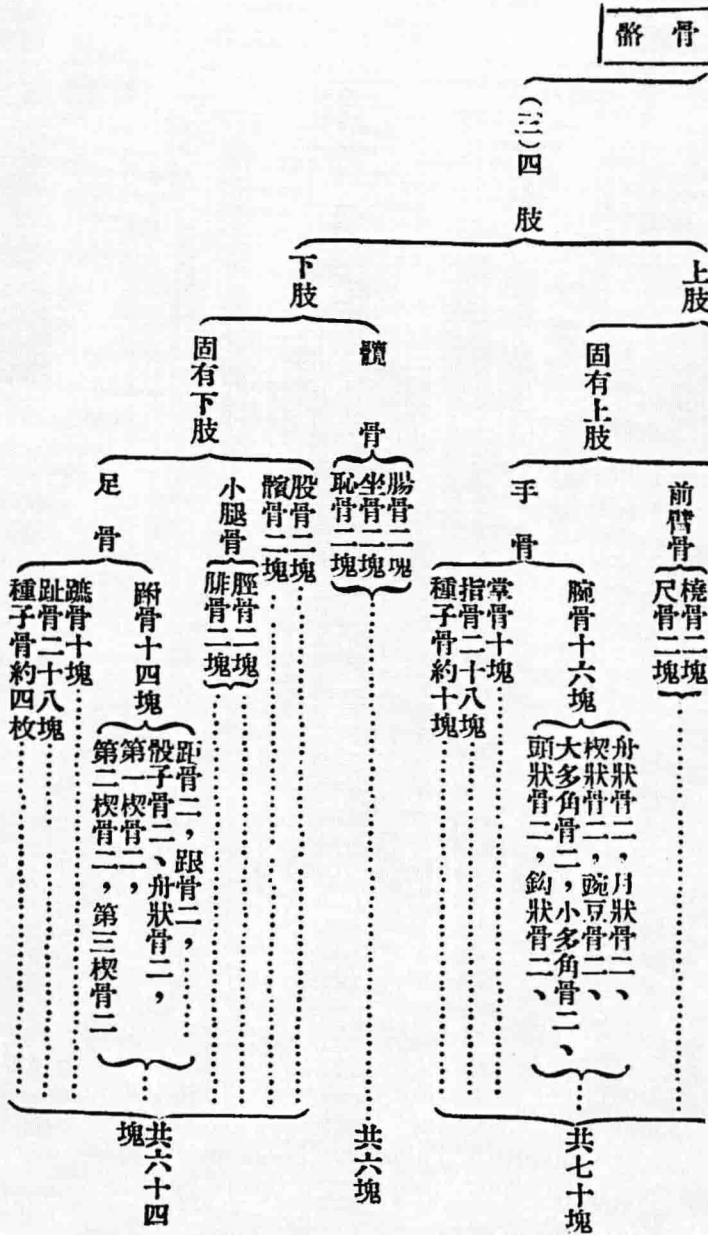 骨骼
(三)四肢
上肢
固有上肢
前臂骨
橈骨二塊
尺骨二塊
手骨
腕骨十六塊
舟狀骨二，月狀骨二、
楔狀骨二，豌豆骨二、
大多角骨二，小多角骨二、
頭狀骨二，鈎狀骨二、
掌骨十塊
指骨二十八塊
種子骨約十塊
共七十塊
下肢
髖骨
腸骨二塊
坐骨二塊
恥骨二塊
共六塊
固有下肢
股骨二塊
髕骨二塊
小腿骨
脛骨二塊
腓骨二塊
足骨
跗骨十四塊
距骨二，跟骨二，
骰子骨二、舟狀骨二，
第一楔骨二，
第二楔骨二，第三楔骨二
蹠骨十塊
趾骨二十八塊
種子骨約四枚
共六十四
塊